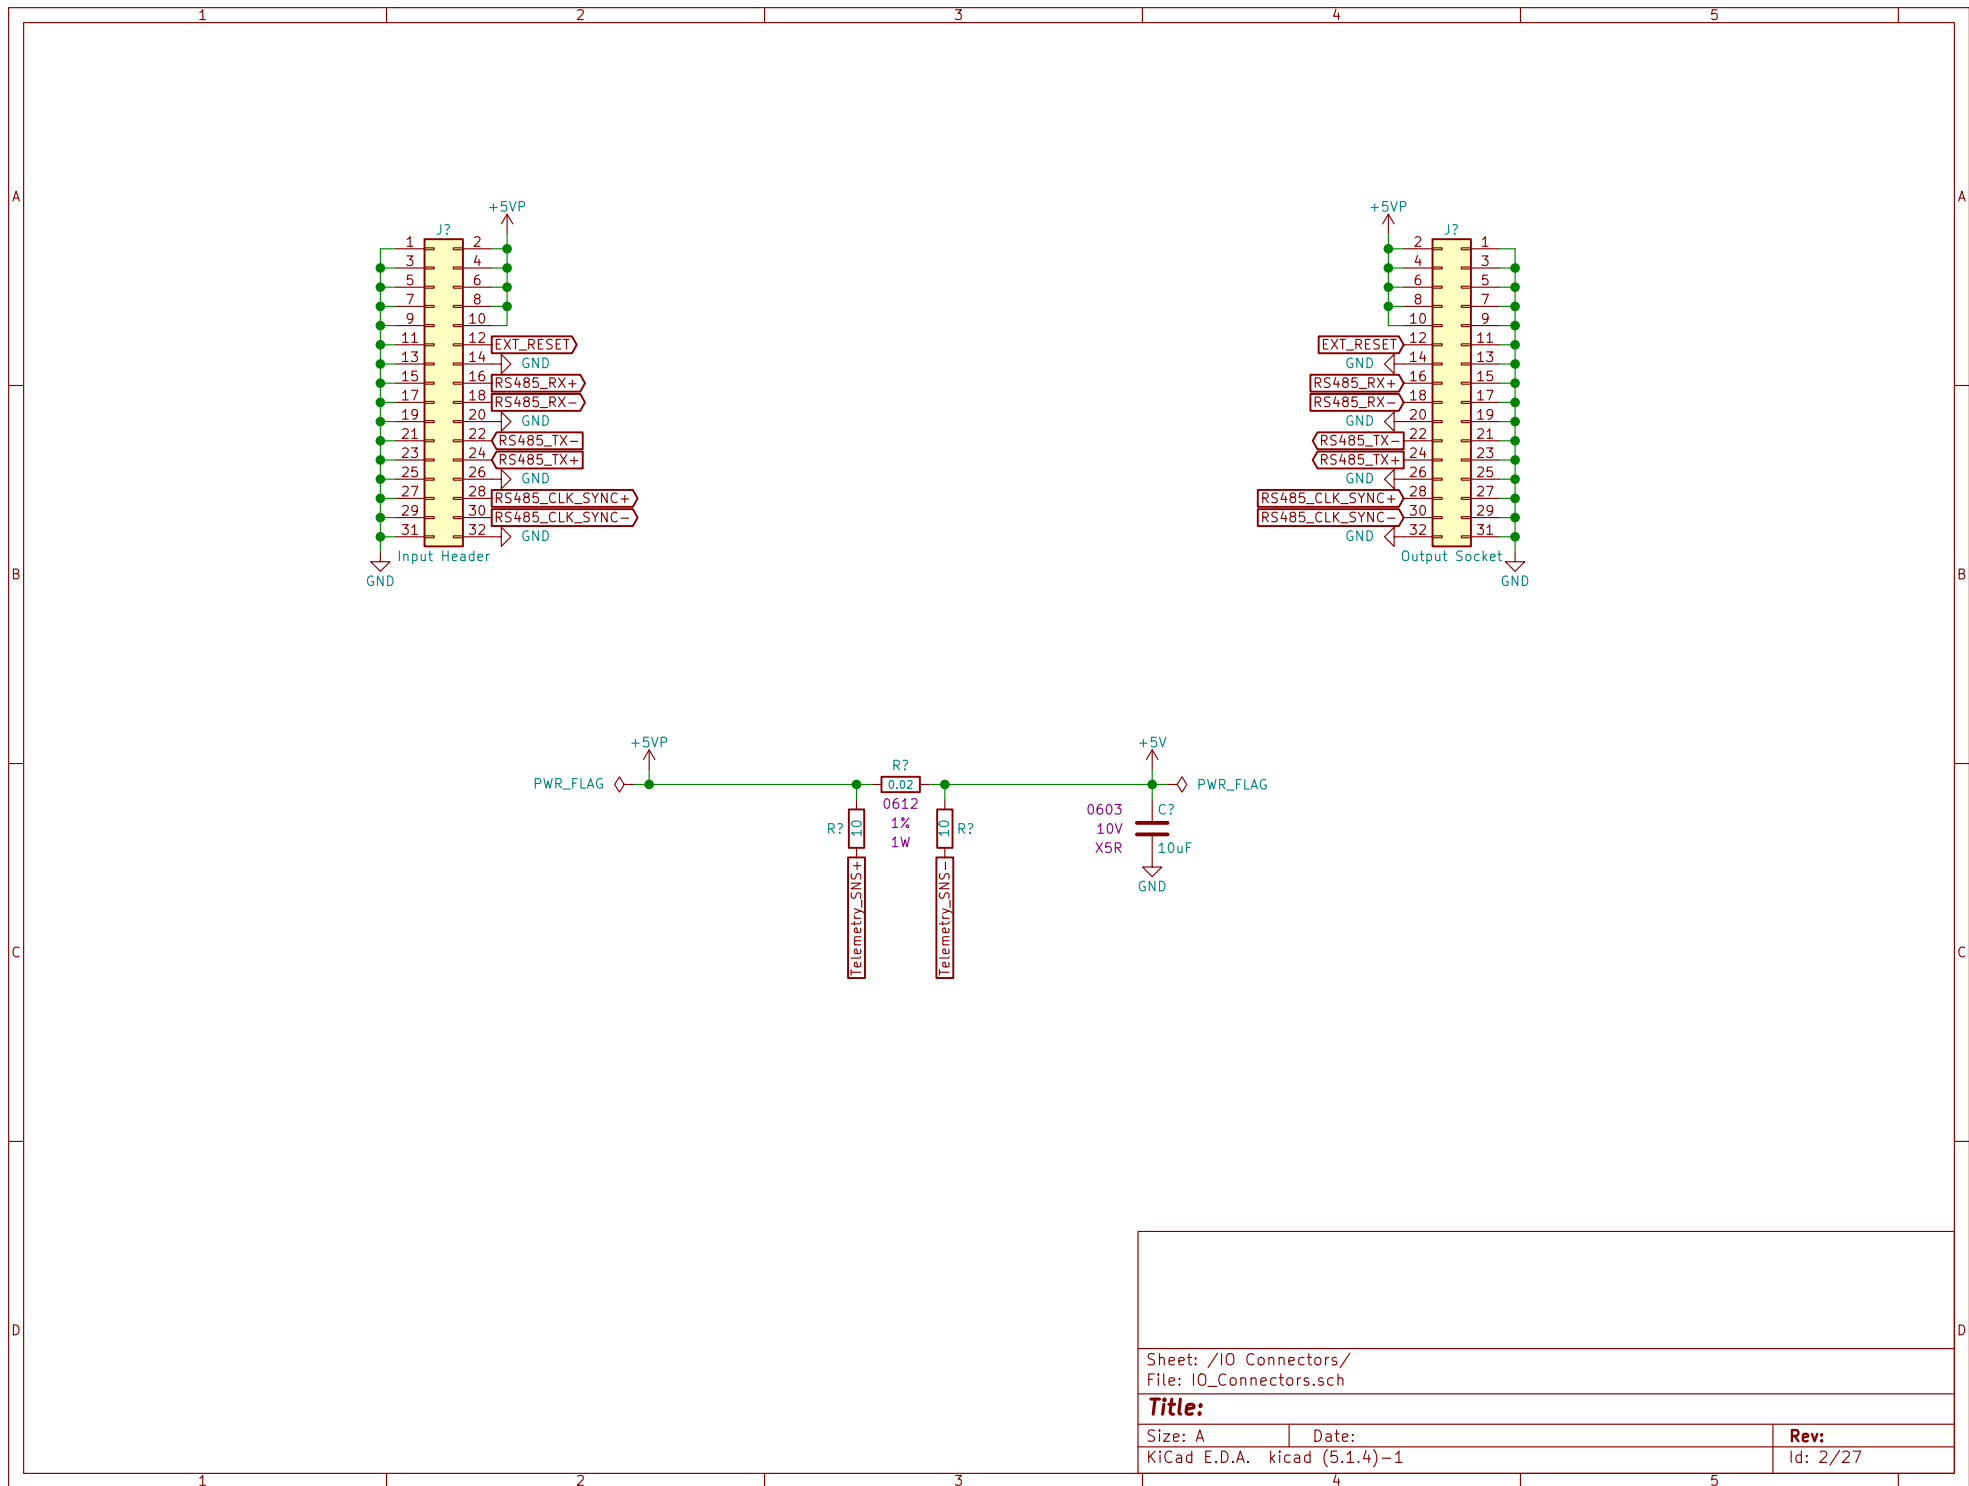 1 2 3 4 5
A A
+5VP +5VP
J? J?
1 2 2 1
3 4 4 3
5 6 6 5
7 8 8 7
9 10 10 9
11 12 EXT_RESET EXT_RESET 12 11
13 14 GND GND 14 13
15 16 RS485_RX+ RS485_RX+ 16 15
17 18 RS485_RX- RS485_RX- 18 17
19 20 GND GND 20 19
21 22 RS485_TX- RS485_TX- 22 21
23 24 RS485_TX+ RS485_TX+ 24 23
25 26 GND GND 26 25
27 28 RS485_CLK_SYNC+ RS485_CLK_SYNC+ 28 27
29 30 RS485_CLK_SYNC- RS485_CLK_SYNC- 30 29
31 32 GND GND 32 31
Input Header Output Socket
B B
GND GND
+5VP +5V
R?
PWR_FLAG 0.02 PWR_FLAG
0612 0603 C?
R? 10 1% 10 R? 10V
1W X5R 10uF
GND
Telemetry_SNS+ Telemetry_SNS-
C C
D D
Sheet: /IO Connectors/
File: IO_Connectors.sch
Title:
Size: A Date: Rev:
KiCad E.D.A. kicad (5.1.4)-1 Id: 2/27
1 2 3 4 5